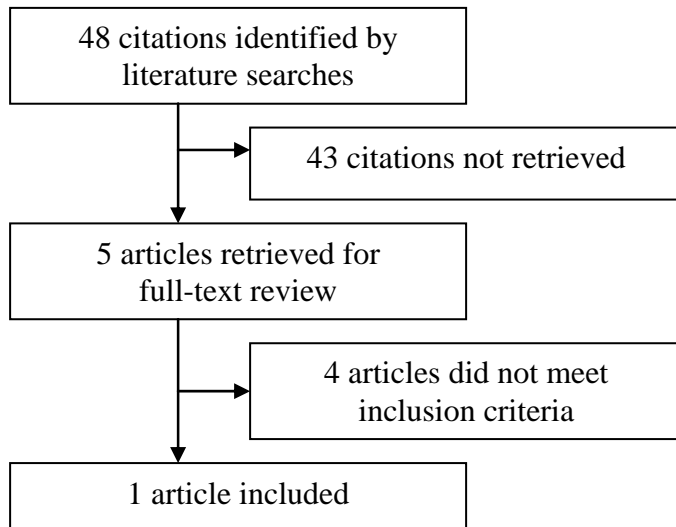 48 citations identified by
literature searches
43 citations not retrieved
5 articles retrieved for
full-text review
4 articles did not meet
inclusion criteria
1 article included